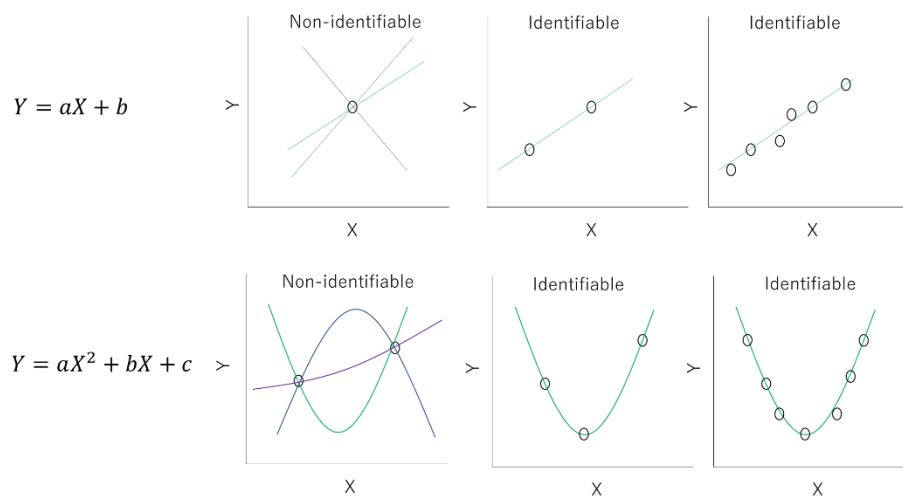 Non-identifiable
Identifiable
Identifiable
Y = aX + b
Y
Y
Y
X
X
X
Non-identifiable
Identifiable
Identifiable
Y = aX² + bX + c
Y
Y
Y
X
X
X